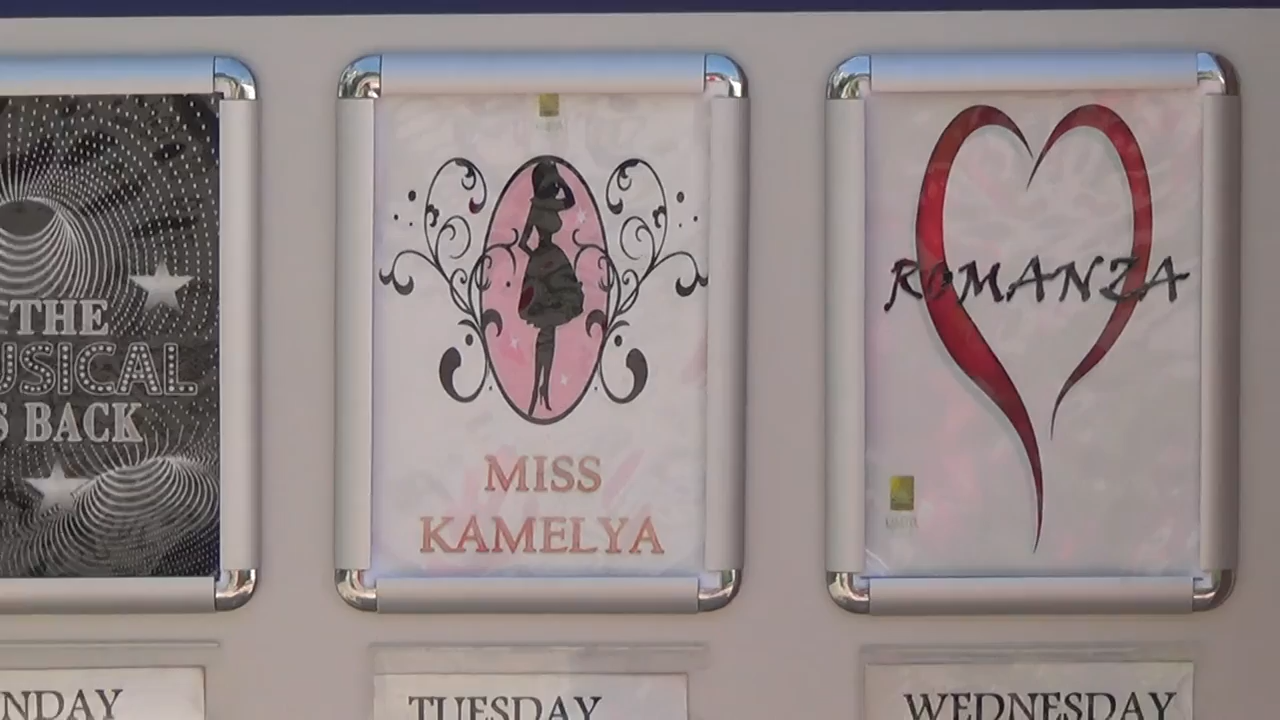 THE
USICAL
S BACK
MISS
KAMELYA
ROMANZA
NDAY
TUESDAY
WEDNESDAY